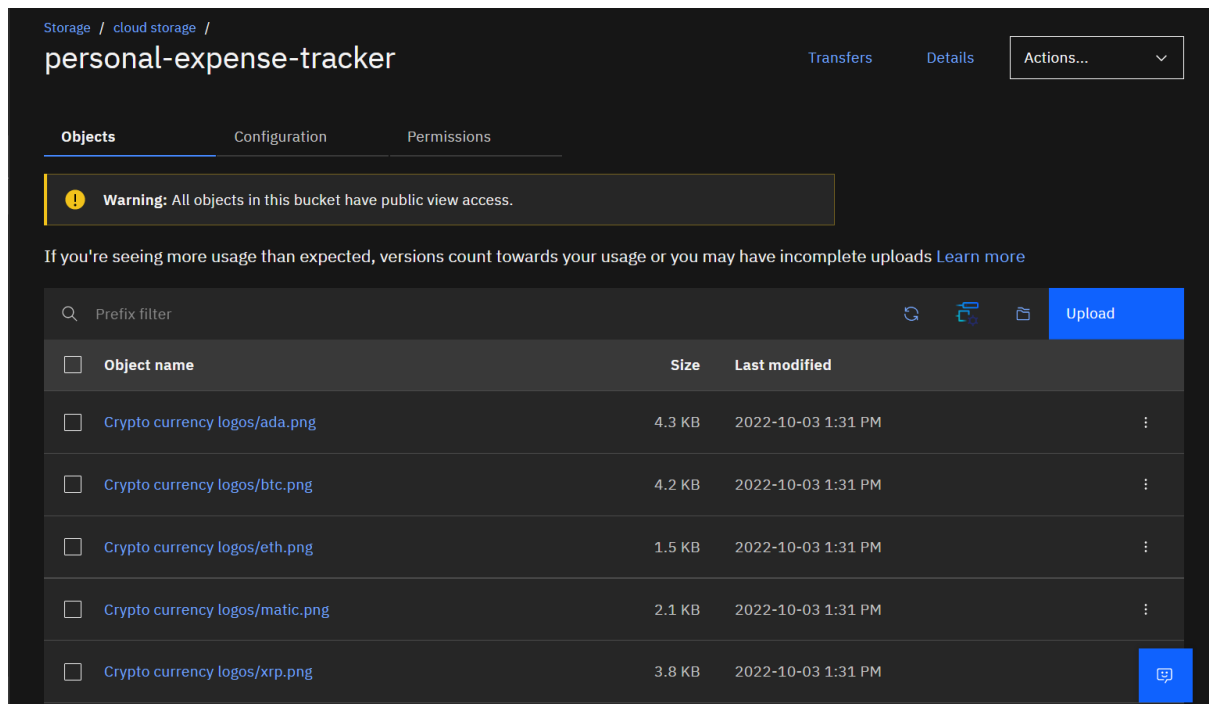 Storage / cloud storage /
personal-expense-tracker
Transfers Details Actions...
Objects Configuration Permissions
Warning: All objects in this bucket have public view access.
If you're seeing more usage than expected, versions count towards your usage or you may have incomplete uploads Learn more
Prefix filter Upload
Object name Size Last modified
Crypto currency logos/ada.png 4.3 KB 2022-10-03 1:31 PM
Crypto currency logos/btc.png 4.2 KB 2022-10-03 1:31 PM
Crypto currency logos/eth.png 1.5 KB 2022-10-03 1:31 PM
Crypto currency logos/matic.png 2.1 KB 2022-10-03 1:31 PM
Crypto currency logos/xrp.png 3.8 KB 2022-10-03 1:31 PM